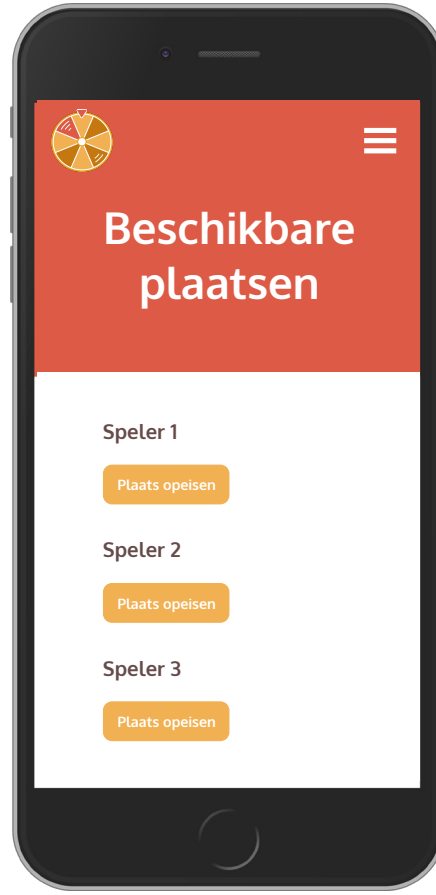 Beschikbare
plaatsen
Speler 1
Plaats opeisen
Speler 2
Plaats opeisen
Speler 3
Plaats opeisen